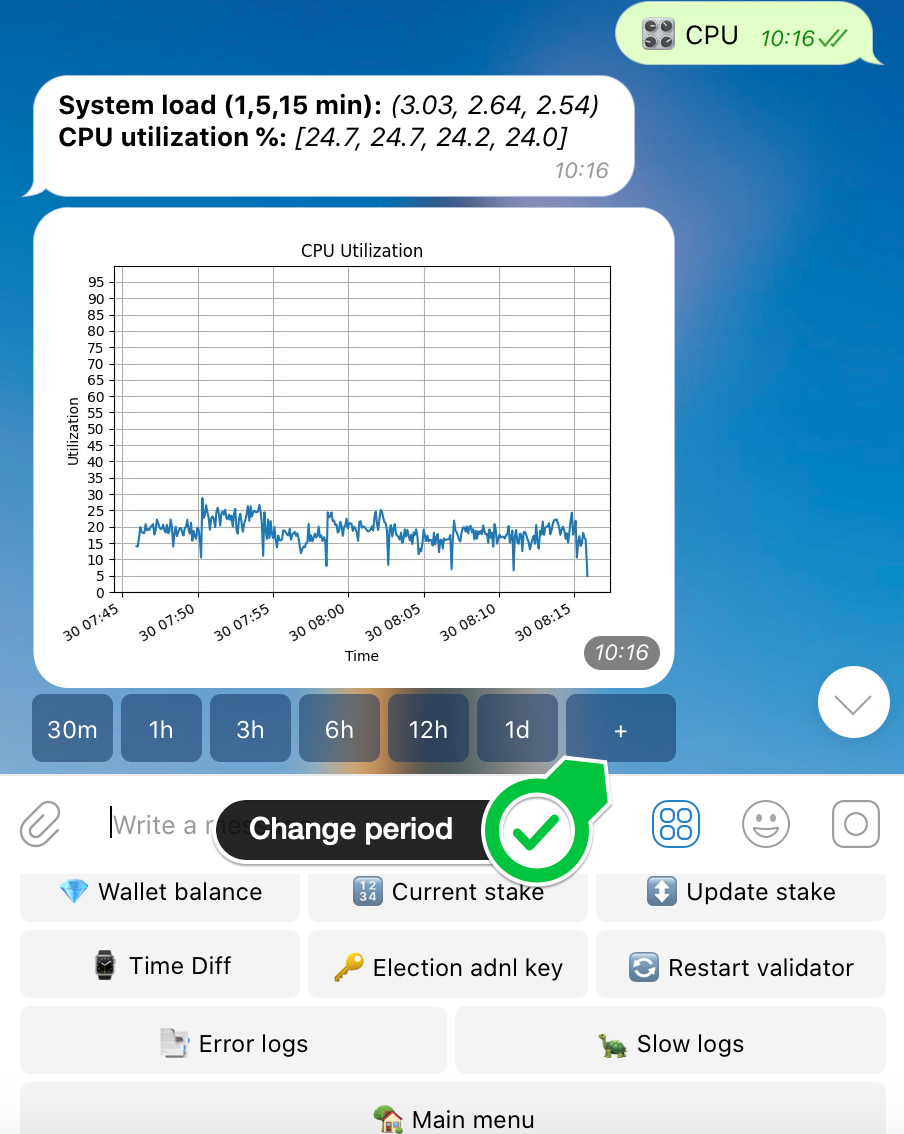 CPU 10:16
System load (1,5,15 min): (3.03, 2.64, 2.54)
CPU utilization %: [24.7, 24.7, 24.2, 24.0]
10:16
CPU Utilization
95
90
85
80
75
70
65
60
55
50
45
40
35
30
25
20
15
10
5
0
Utilization
30 07:45 30 07:50 30 07:55 30 08:00 30 08:05 30 08:10 30 08:15
Time
10:16
30m 1h 3h 6h 12h 1d +
Write a
Change period
Wallet balance 1234 Current stake Update stake
Time Diff Election adnl key Restart validator
Error logs Slow logs
Main menu